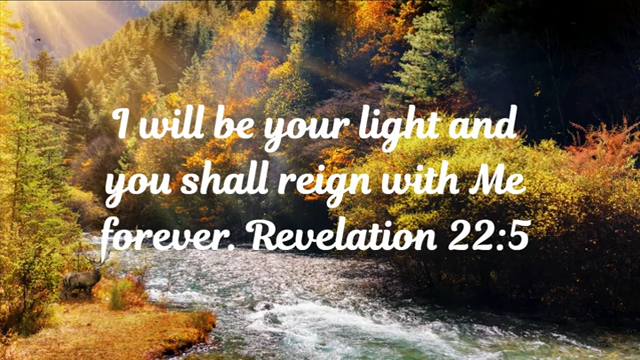 I will be your light and
you shall reign with Me
forever. Revelation 22:5